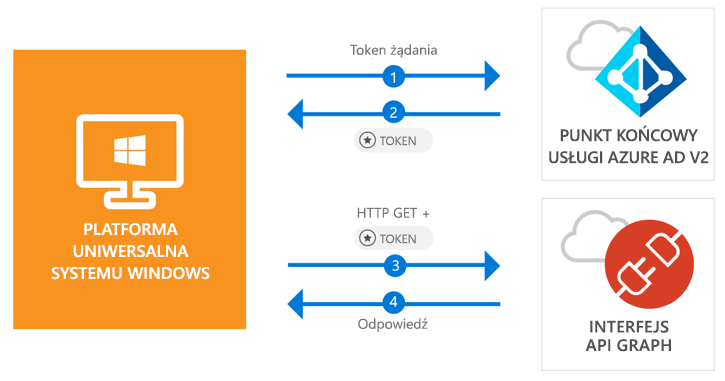 PLATFORMA
UNIWERSALNA
SYSTEMU WINDOWS
Token żądania
1
2
TOKEN
PUNKT KOŃCOWY
USŁUGI AZURE AD V2
HTTP GET +
TOKEN
3
4
Odpowiedź
INTERFEJS
API GRAPH